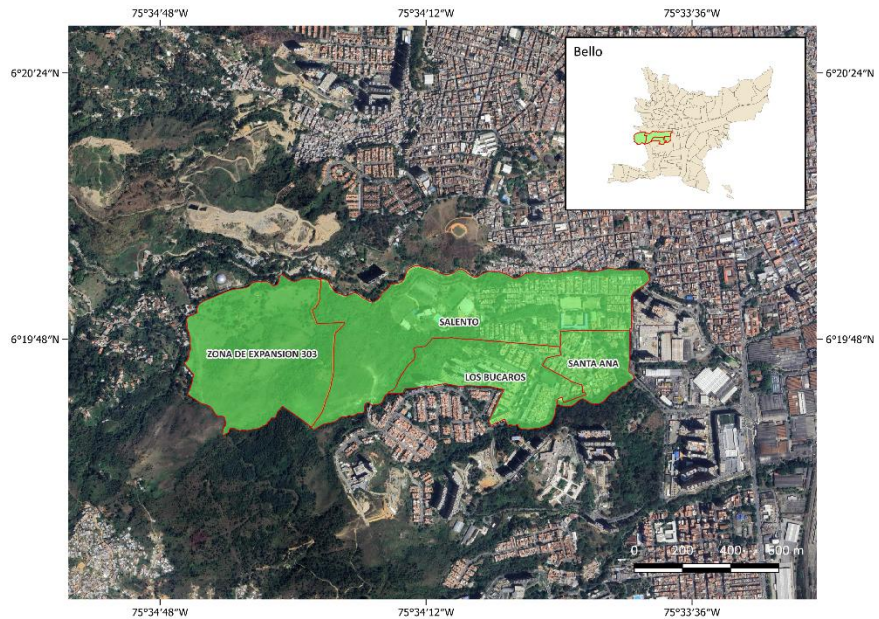 75°34'48"W 75°34'12"W 75°33'36"W
Bello
6°20'24"N 6°20'24"N
6°19'48"N 6°19'48"N
SALENTO
ZONA DE EXPANSION 303
SANTA ANA
LOS BUCAROS
0 200 400 600 m
75°34'48"W 75°34'12"W 75°33'36"W